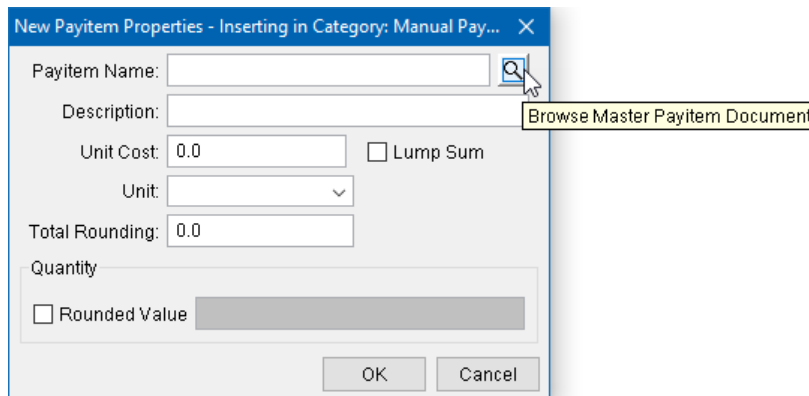 New Payitem Properties - Inserting in Category: Manual Pay...
Payitem Name:
Browse Master Payitem Document
Description:
Unit Cost: 0.0 Lump Sum
Unit:
Total Rounding: 0.0
Quantity
Rounded Value
OK Cancel